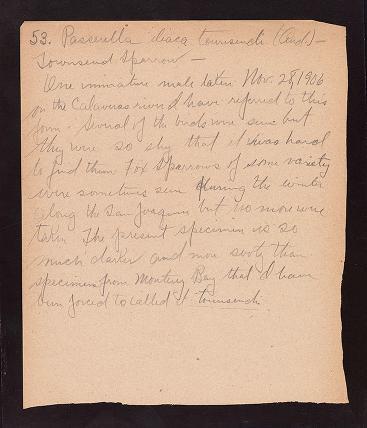 53. Passerella iliaca townsendi (Aud.) —
Townsend Sparrow —
One immature male taken Nov. 28, 1906
on the Calaveras river I have referred to this
form. Several of the birds were seen but
they were so shy that it was hard
to find them Fox Sparrows of some variety
were sometimes seen during the winter
along the San Joaquin but no more were
taken The present specimen is so
much darker and more sooty than
specimens from Monterey Bay that I have
been forced to called it townsendi